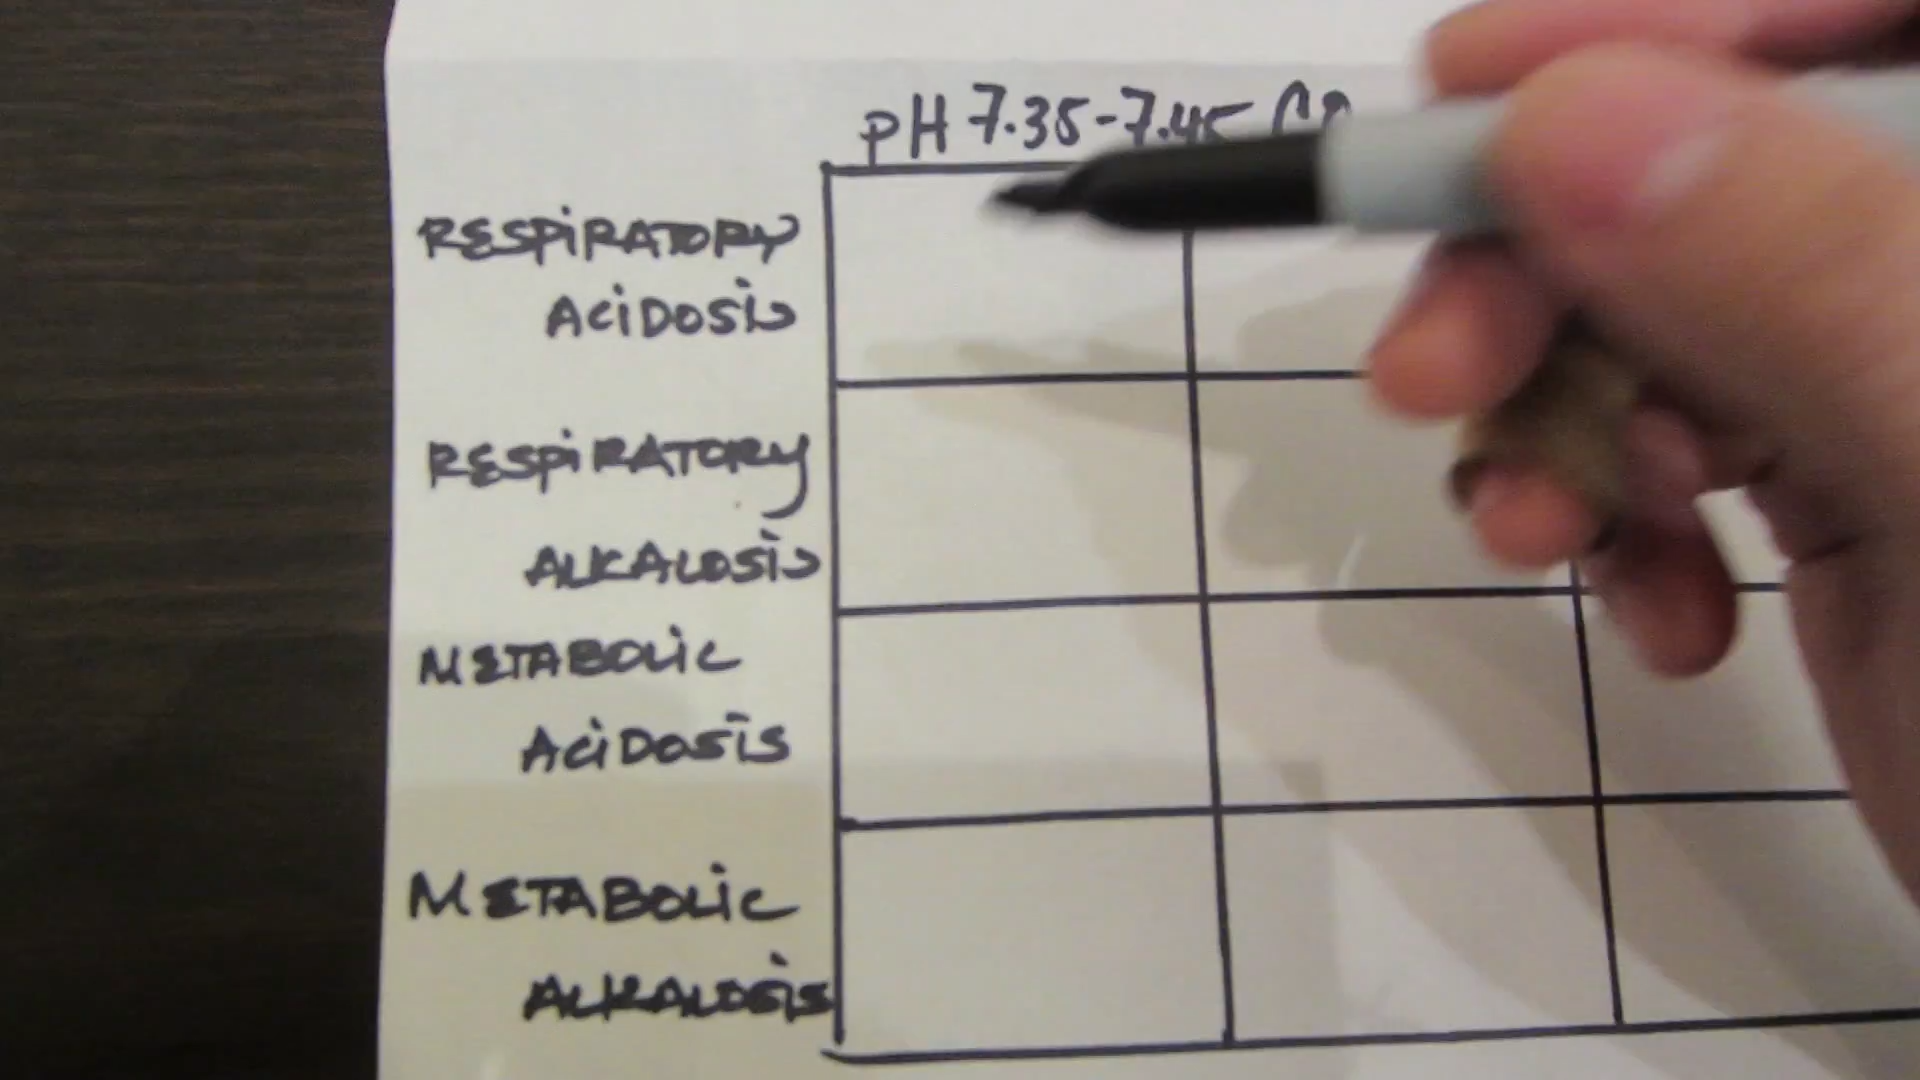 pH 7.35-7.45
RESPiRATORY
ACiDOSiS
RESPiRATORY
ALKALOSiS
METABOLiC
ACiDOSiS
METABOLiC
ALKALOSiS